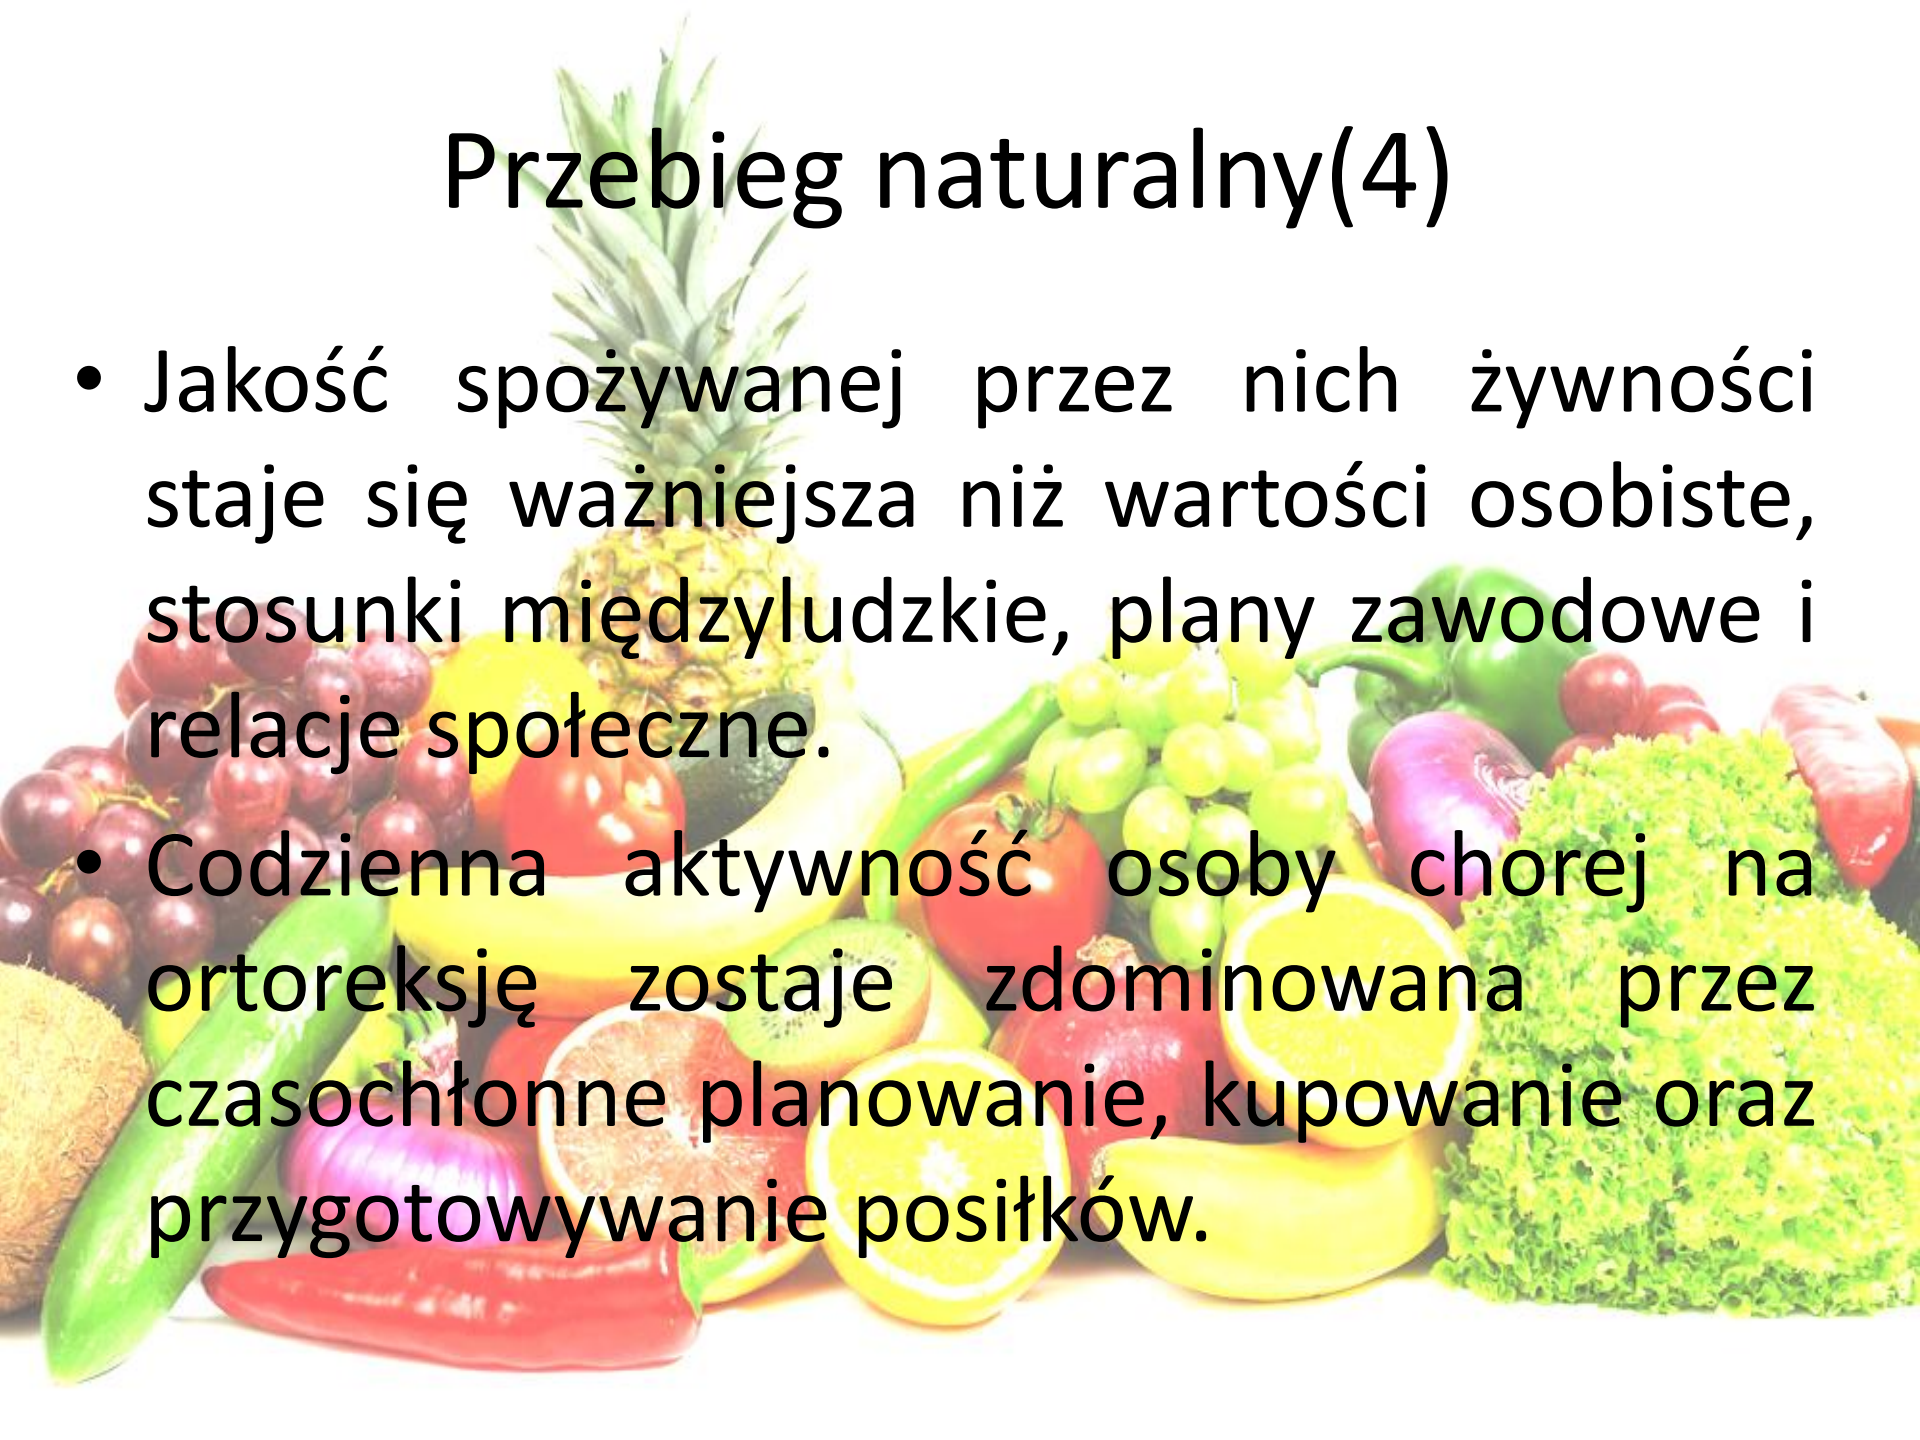 Przebieg naturalny(4)
• Jakość spożywanej przez nich żywności
staje się ważniejsza niż wartości osobiste,
stosunki międzyludzkie, plany zawodowe i
relacje społeczne.
• Codzienna aktywność osoby chorej na
ortoreksję zostaje zdominowana przez
czasochłonne planowanie, kupowanie oraz
przygotowywanie posiłków.